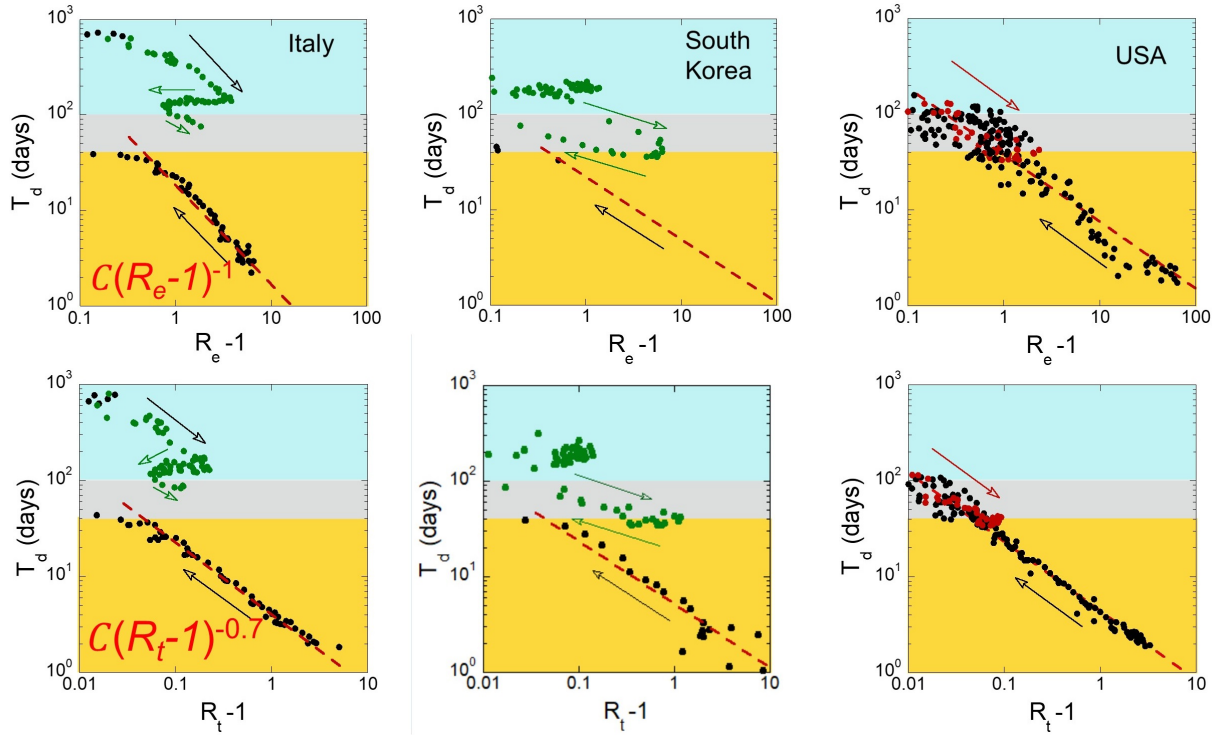 Italy
South
Korea
USA
10³
10²
10¹
10⁰
T_d (days)
C(R_e-1)⁻¹
0.1
1
10
100
R_e -1
10³
10²
10¹
10⁰
T_d (days)
0.1
1
10
100
R_e -1
10³
10²
10¹
10⁰
T_d (days)
0.1
1
10
100
R_e -1
10³
10²
10¹
10⁰
T_d (days)
C(R_t-1)^-0.7
0.01
0.1
1
10
R_t -1
10³
10²
10¹
10⁰
T_d (days)
0.01
0.1
1
10
R_t -1
10³
10²
10¹
10⁰
T_d (days)
0.01
0.1
1
10
R_t -1